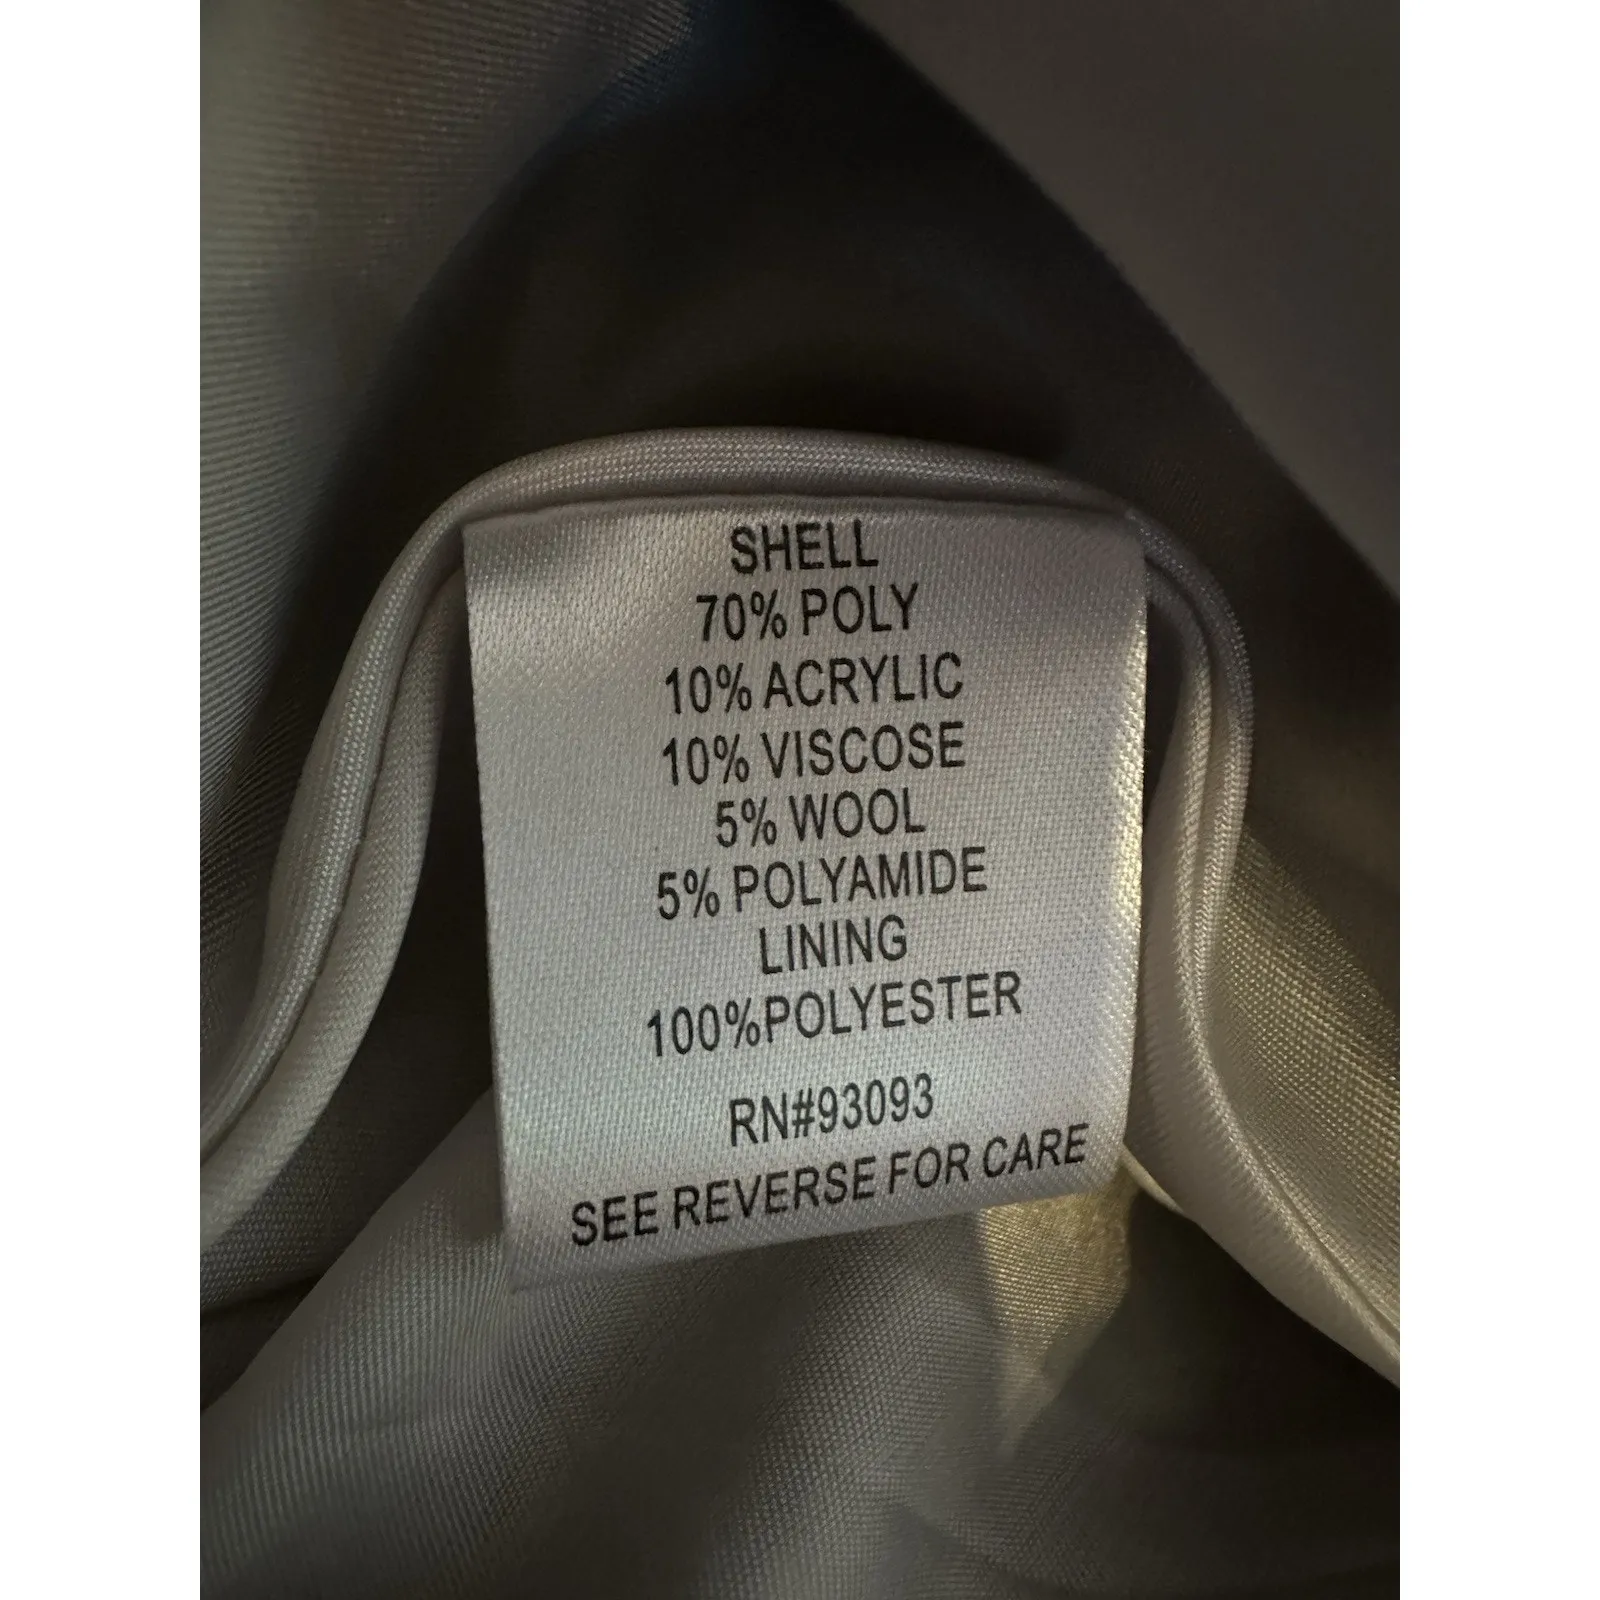 SHELL
70% POLY
10% ACRYLIC
10% VISCOSE
5% WOOL
5% POLYAMIDE
LINING
100%POLYESTER
RN#93093
SEE REVERSE FOR CARE